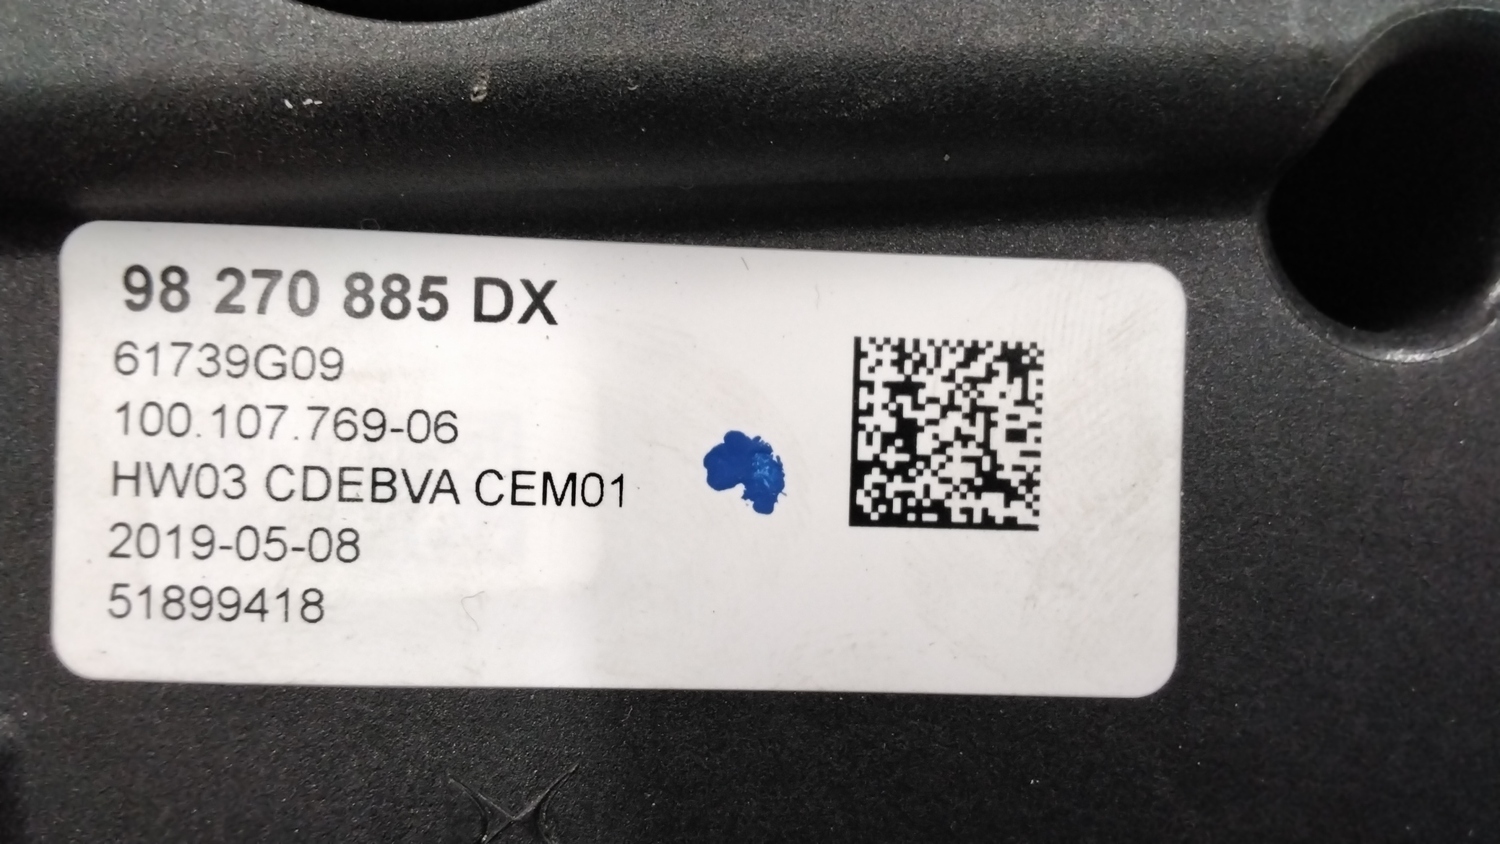 98 270 885 DX
61739G09
100.107.769-06
HW03 CDEBVA CEM01
2019-05-08
51899418